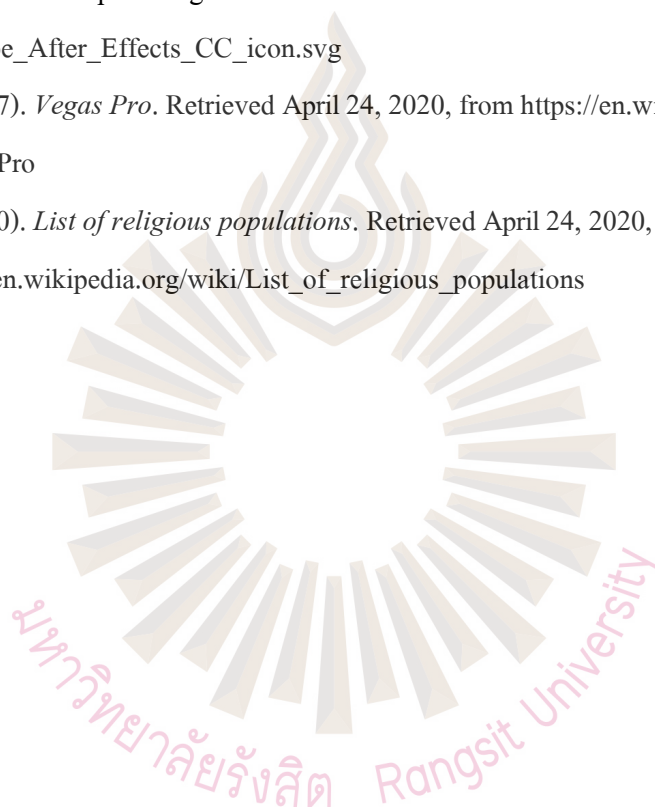 e_After_Effects_CC_icon.svg
7). Vegas Pro. Retrieved April 24, 2020, from https://en.w
Pro
0). List of religious populations. Retrieved April 24, 2020,
en.wikipedia.org/wiki/List_of_religious_populations
มหาวิทยาลัยรังสิต Rangsit University